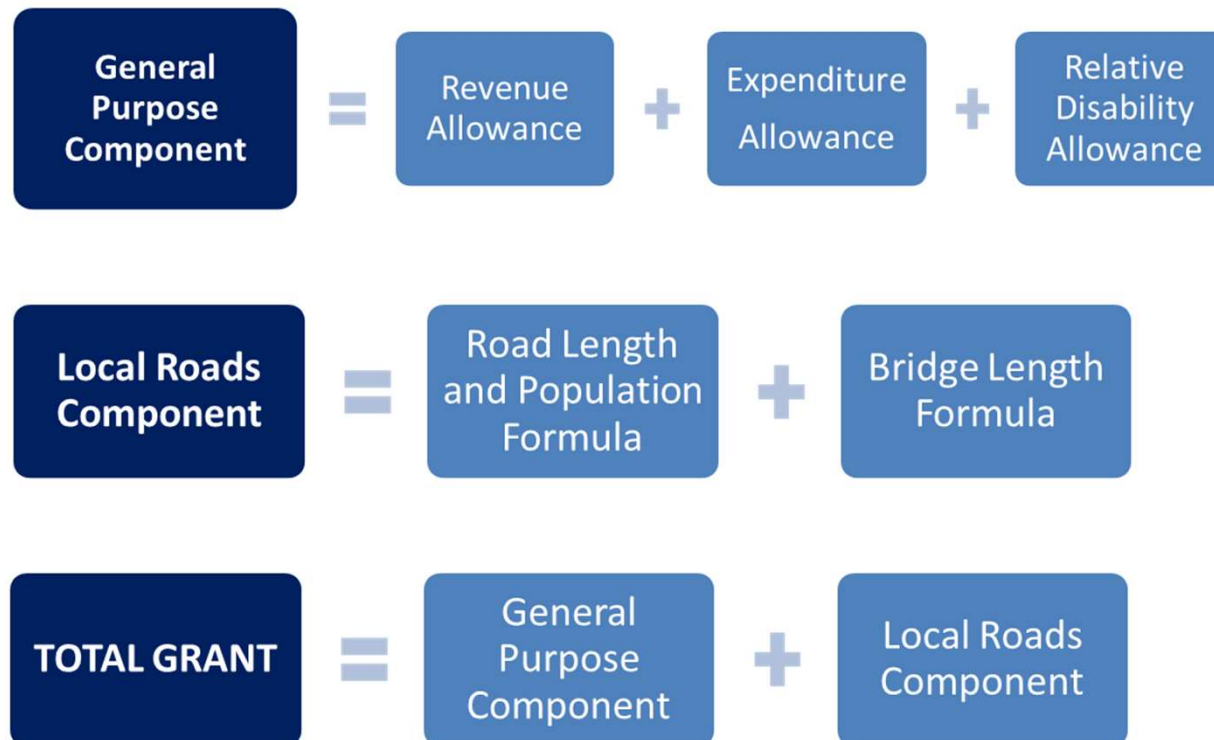 General
Purpose
Component
=
Revenue
Allowance
+
Expenditure
Allowance
+
Relative
Disability
Allowance
Local Roads
Component
=
Road Length
and Population
Formula
+
Bridge Length
Formula
TOTAL GRANT
=
General
Purpose
Component
+
Local Roads
Component